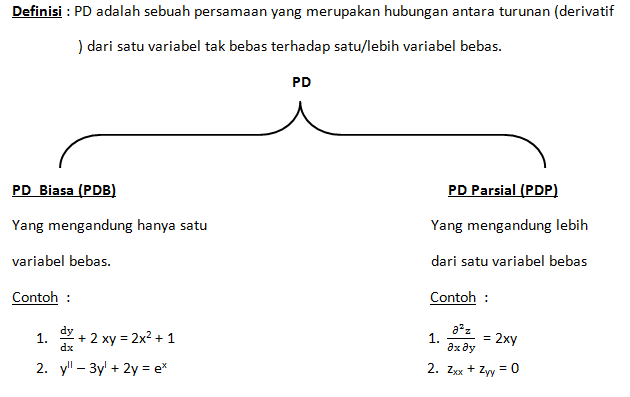 Definisi : PD adalah sebuah persamaan yang merupakan hubungan antara turunan (derivatif
) dari satu variabel tak bebas terhadap satu/lebih variabel bebas.
PD
PD Biasa (PDB)
Yang mengandung hanya satu
variabel bebas.
Contoh :
1. dy/dx + 2 xy = 2x² + 1
2. yᴵᴵ – 3yᴵ + 2y = eˣ
PD Parsial (PDP)
Yang mengandung lebih
dari satu variabel bebas
Contoh :
1. ∂²z/∂x∂y = 2xy
2. zxx + zyy = 0